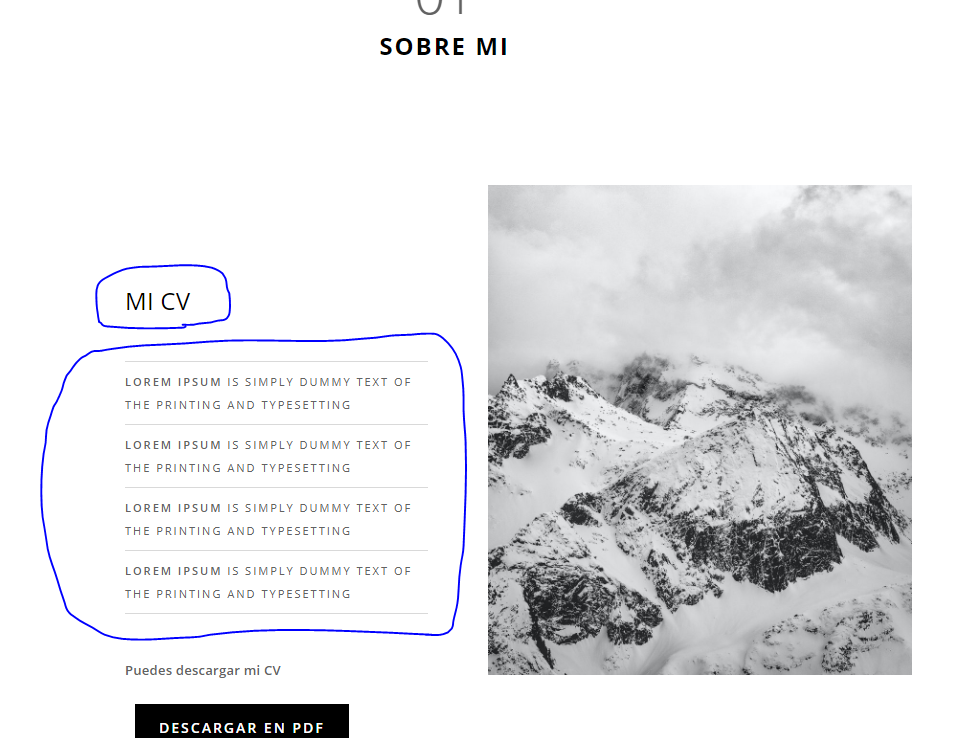 SOBRE MI
MI CV
LOREM IPSUM IS SIMPLY DUMMY TEXT OF
THE PRINTING AND TYPESETTING
LOREM IPSUM IS SIMPLY DUMMY TEXT OF
THE PRINTING AND TYPESETTING
LOREM IPSUM IS SIMPLY DUMMY TEXT OF
THE PRINTING AND TYPESETTING
LOREM IPSUM IS SIMPLY DUMMY TEXT OF
THE PRINTING AND TYPESETTING
Puedes descargar mi CV
DESCARGAR EN PDF